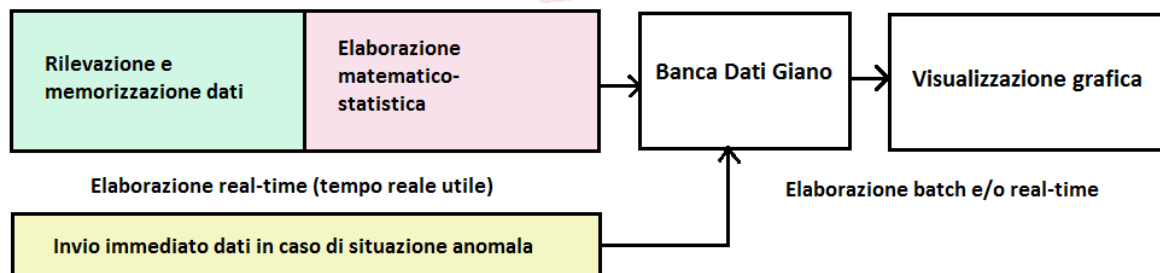 Rilevazione e
memorizzazione dati
Elaborazione
matematico-
statistica
Banca Dati Giano
Visualizzazione grafica
Elaborazione real-time (tempo reale utile)
Elaborazione batch e/o real-time
Invio immediato dati in caso di situazione anomala